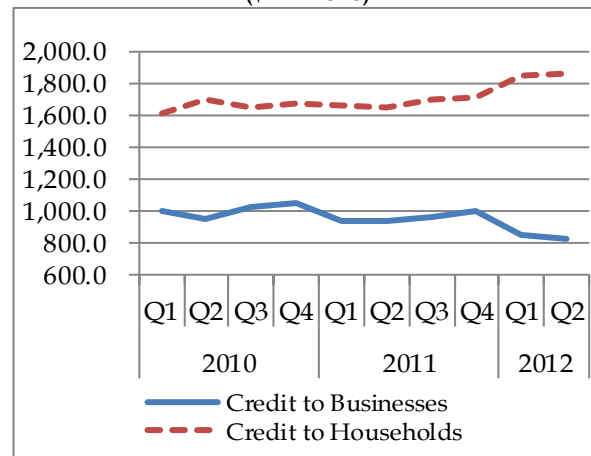 2,000.0
1,800.0
1,600.0
1,400.0
1,200.0
1,000.0
800.0
600.0
Q1 Q2 Q3 Q4 Q1 Q2 Q3 Q4 Q1 Q2
2010 2011 2012
Credit to Businesses
Credit to Households